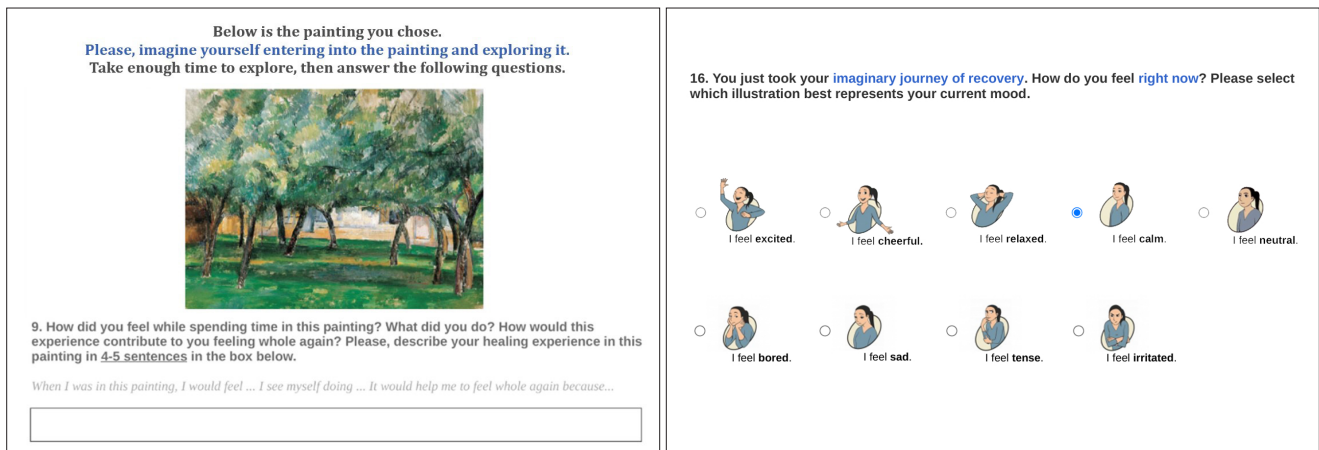 Below is the painting you chose.
Please, imagine yourself entering into the painting and exploring it.
Take enough time to explore, then answer the following questions.
9. How did you feel while spending time in this painting? What did you do? How would this
experience contribute to you feeling whole again? Please, describe your healing experience in this
painting in 4-5 sentences in the box below.
When I was in this painting, I would feel ... I see myself doing ... It would help me to feel whole again because...
16. You just took your imaginary journey of recovery. How do you feel right now? Please select
which illustration best represents your current mood.
I feel excited.
I feel cheerful.
I feel relaxed.
I feel calm.
I feel neutral.
I feel bored.
I feel sad.
I feel tense.
I feel irritated.